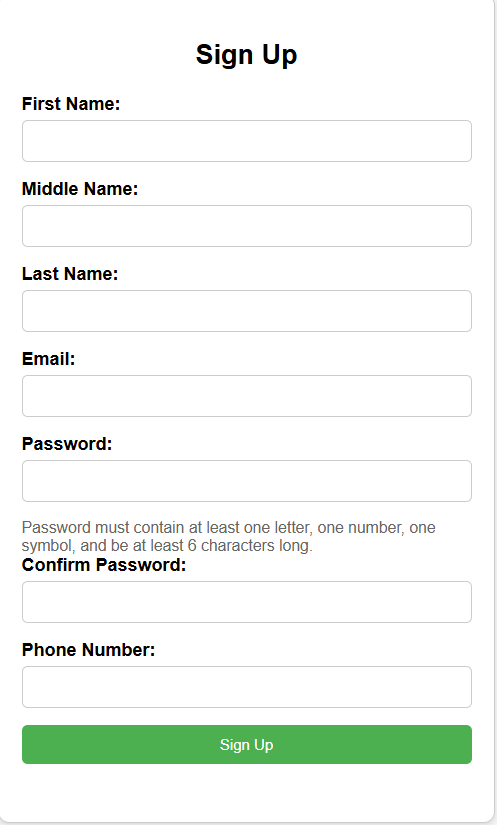 Sign Up
First Name:
Middle Name:
Last Name:
Email:
Password:
Password must contain at least one letter, one number, one
symbol, and be at least 6 characters long.
Confirm Password:
Phone Number:
Sign Up